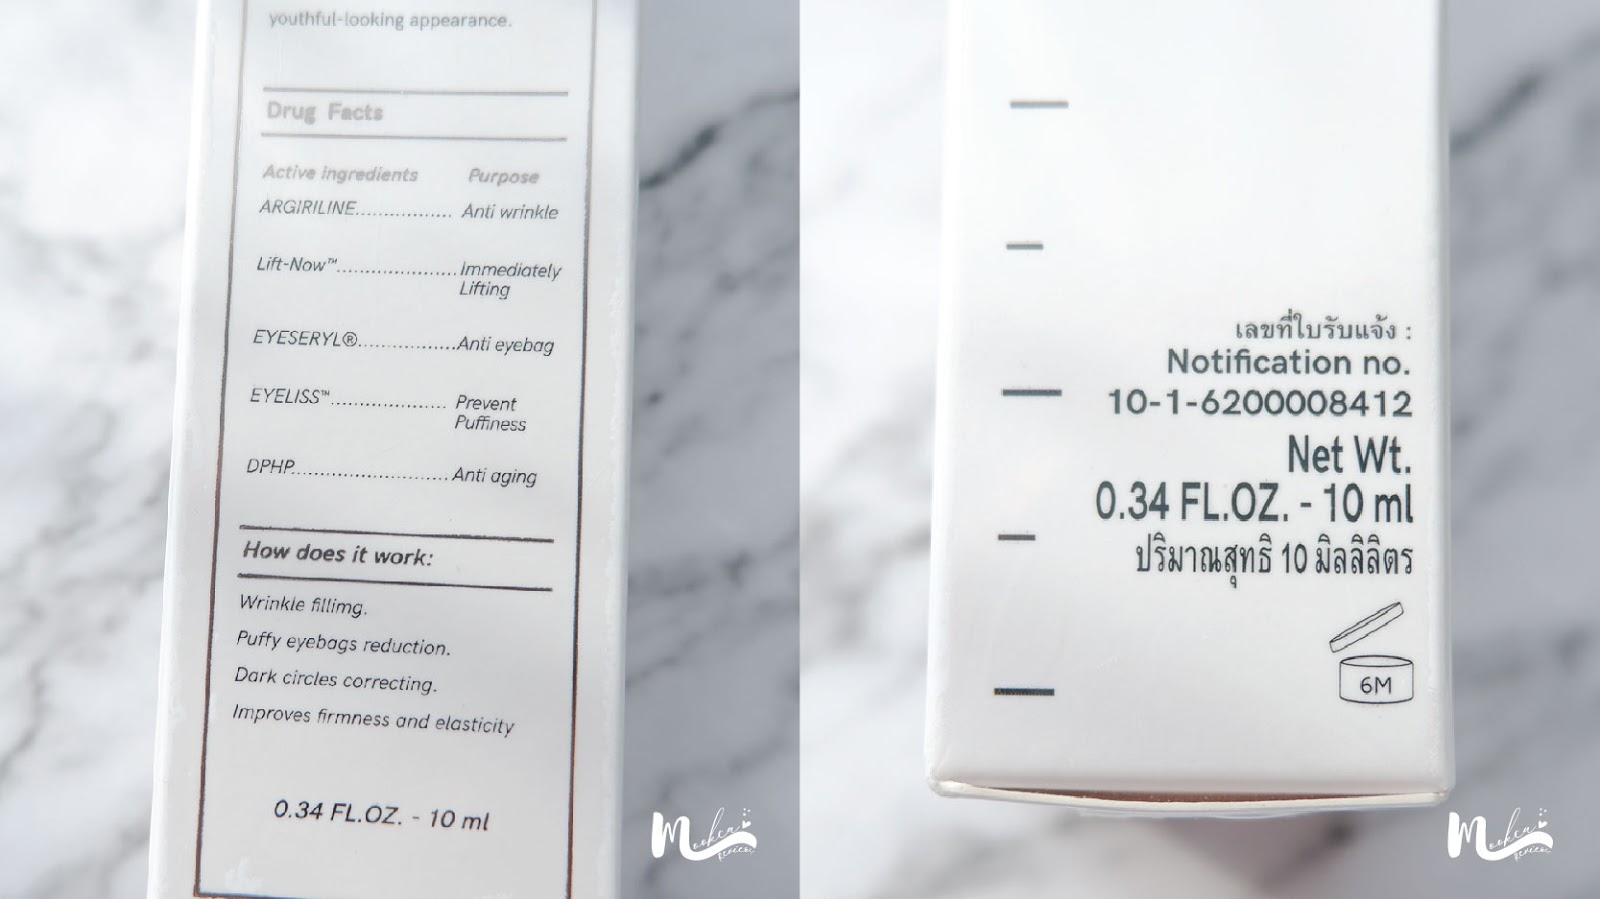 youthful-looking appearance.
Drug Facts
Active ingredients Purpose
ARGIRILINE................. Anti wrinkle
Lift-Now™..................... Immediately
Lifting
EYESERYL®................. Anti eyebag
EYELISS™.................... Prevent
Puffiness
DPHP........................... Anti aging
How does it work:
Wrinkle fillimg.
Puffy eyebags reduction.
Dark circles correcting.
Improves firmness and elasticity
0.34 FL.OZ. - 10 ml
Mookca
Review
เลขที่ใบรับแจ้ง :
Notification no.
10-1-6200008412
Net Wt.
0.34 FL.OZ. - 10 ml
ปริมาณสุทธิ 10 มิลลิลิตร
6M
Mookca
Review